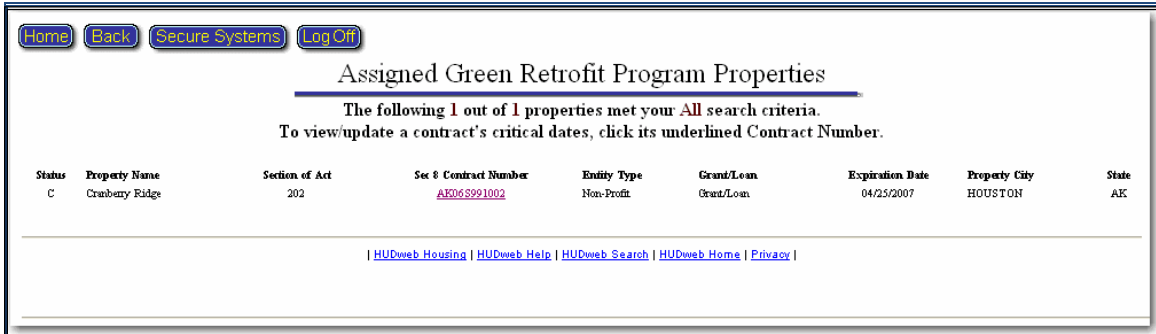 Home Back Secure Systems Log Off
Assigned Green Retrofit Program Properties
The following 1 out of 1 properties met your All search criteria.
To view/update a contract's critical dates, click its underlined Contract Number.
Status Property Name Section of Act Sec 8 Contract Number Entity Type Grant/Loan Expiration Date Property City State
C Cranberry Ridge 202 AK06S991002 Non-Profit Grant/Loan 04/25/2007 HOUSTON AK
| HUDweb Housing | HUDweb Help | HUDweb Search | HUDweb Home | Privacy |